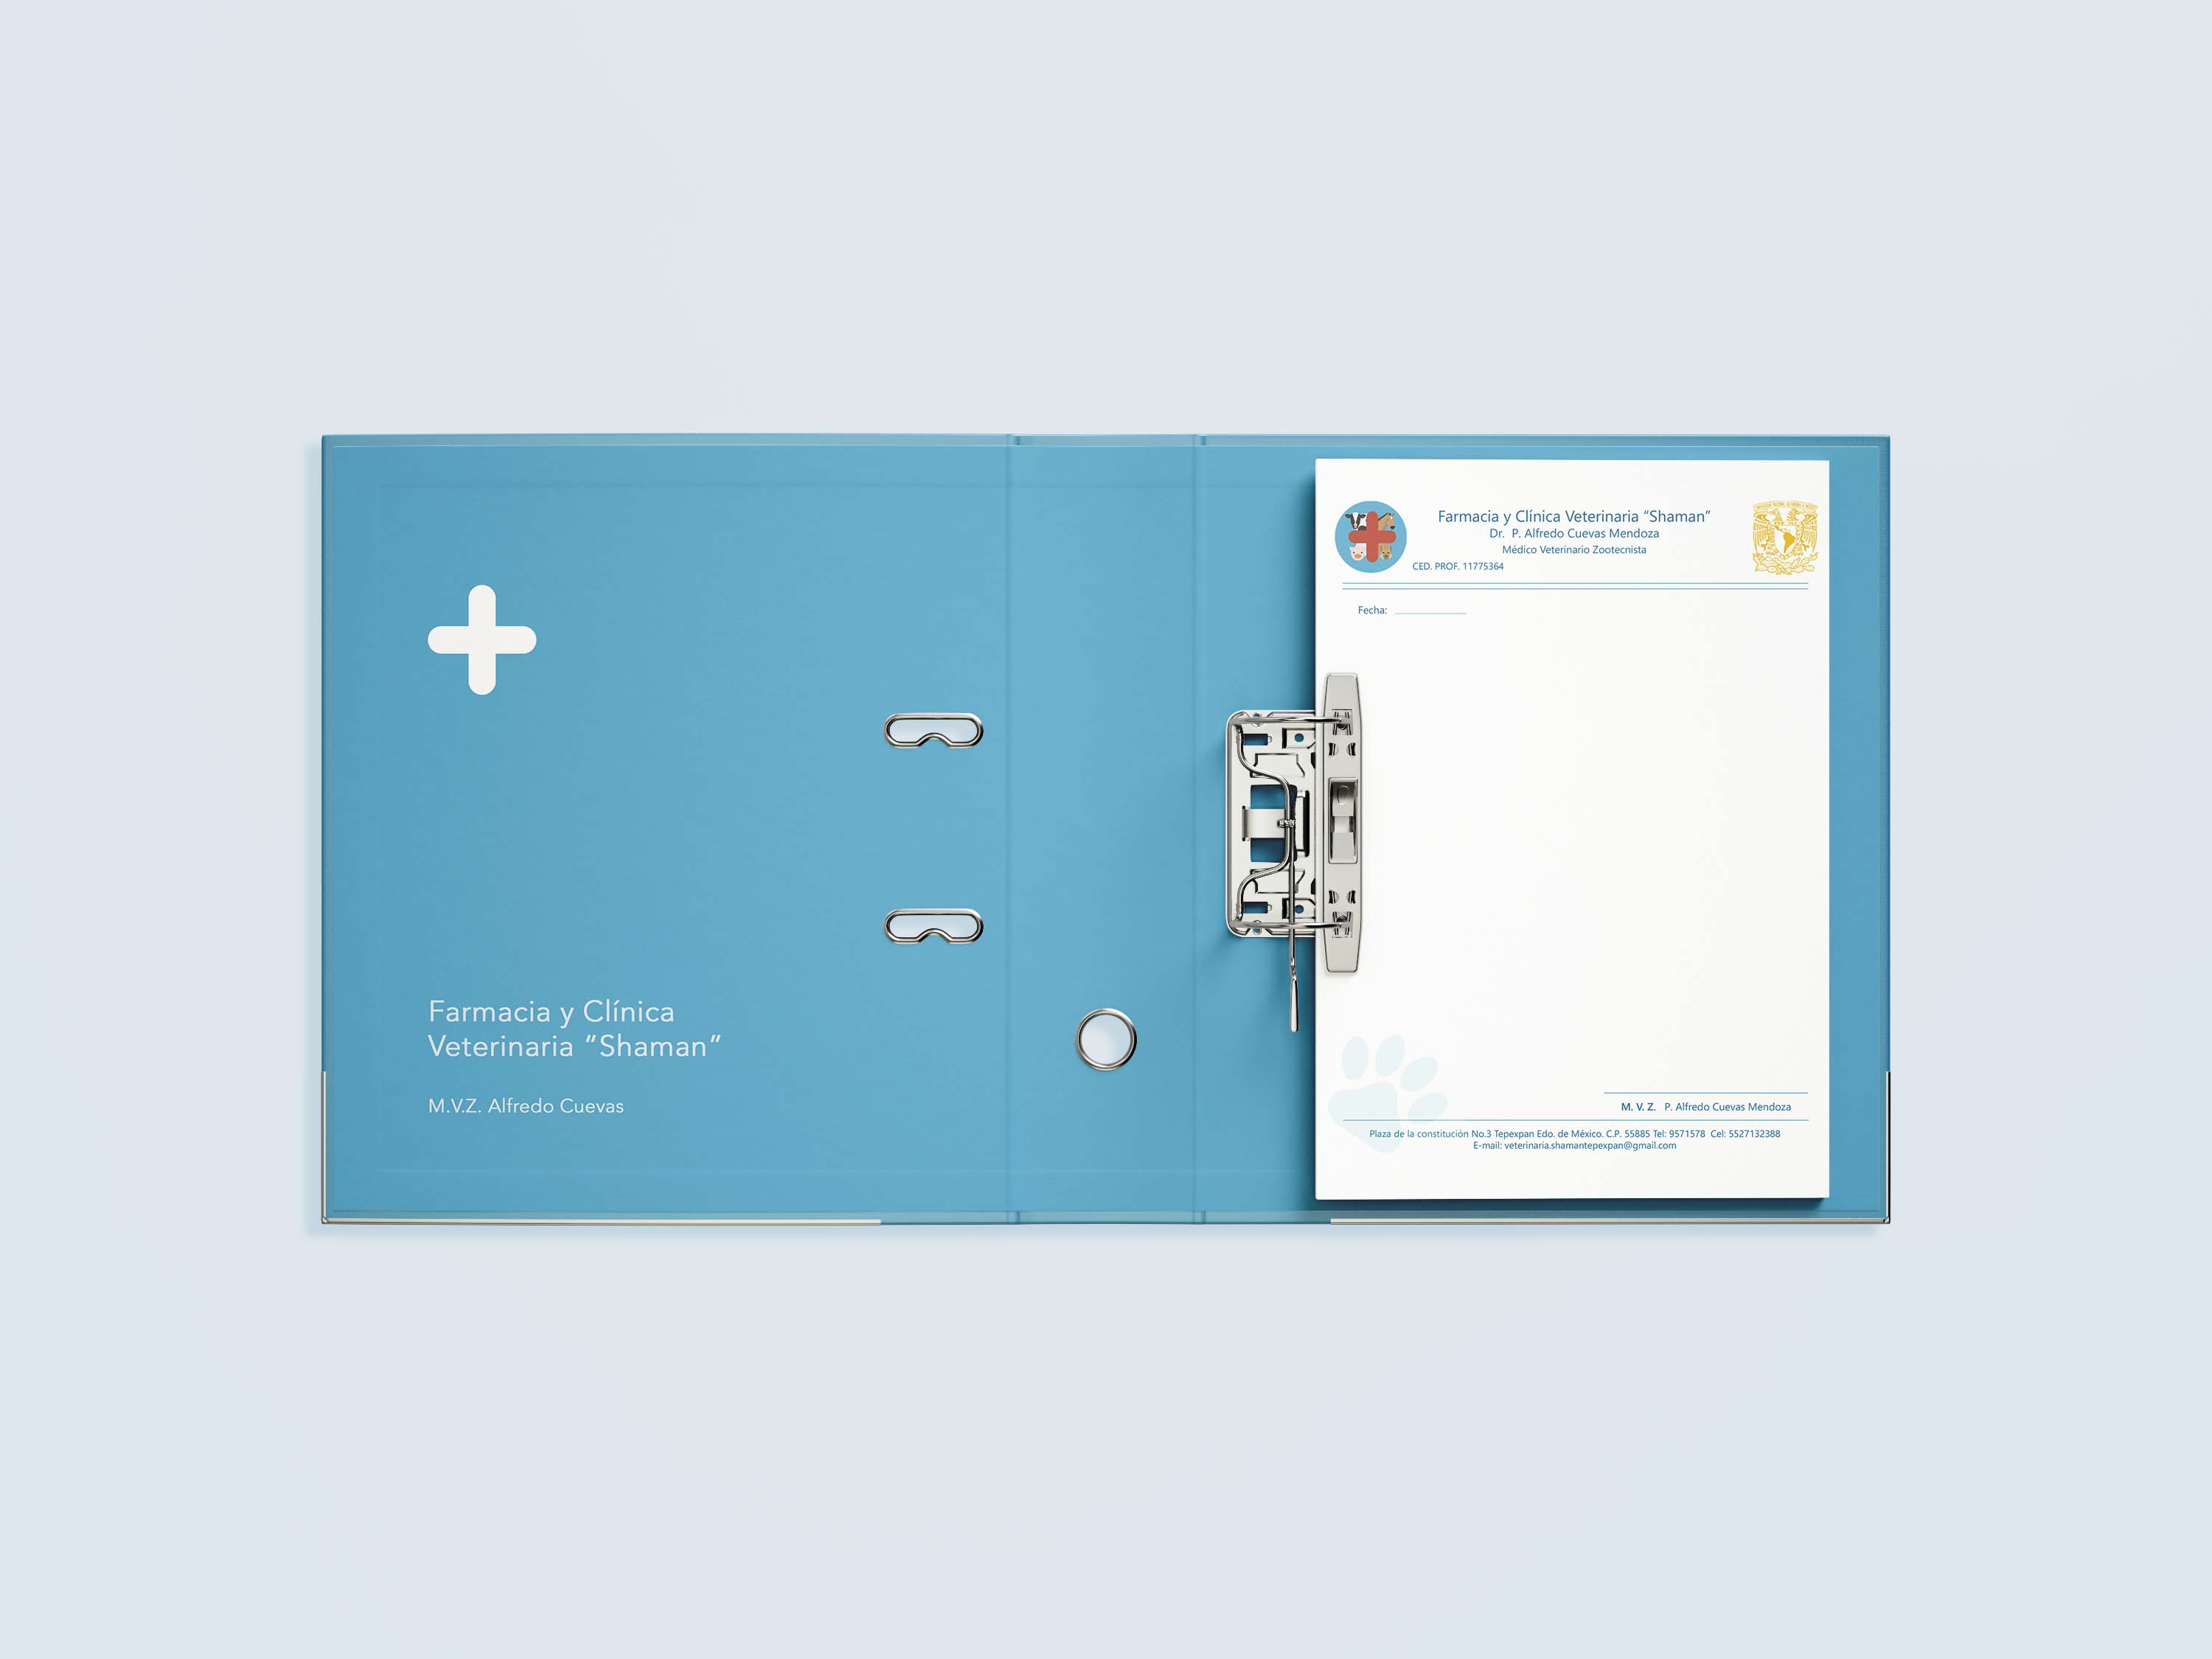 Farmacia y Clínica
Veterinaria “Shaman”
M.V.Z. Alfredo Cuevas
Farmacia y Clínica Veterinaria “Shaman”
Dr. P. Alfredo Cuevas Mendoza
Médico Veterinario Zootecnista
CED. PROF. 11775364
Fecha:
M. V. Z. P. Alfredo Cuevas Mendoza
Plaza de la constitución No.3 Tepexpan Edo. de México. C.P. 55885 Tel: 9571578 Cel: 5527132388
E-mail: veterinaria.shamantepexpan@gmail.com